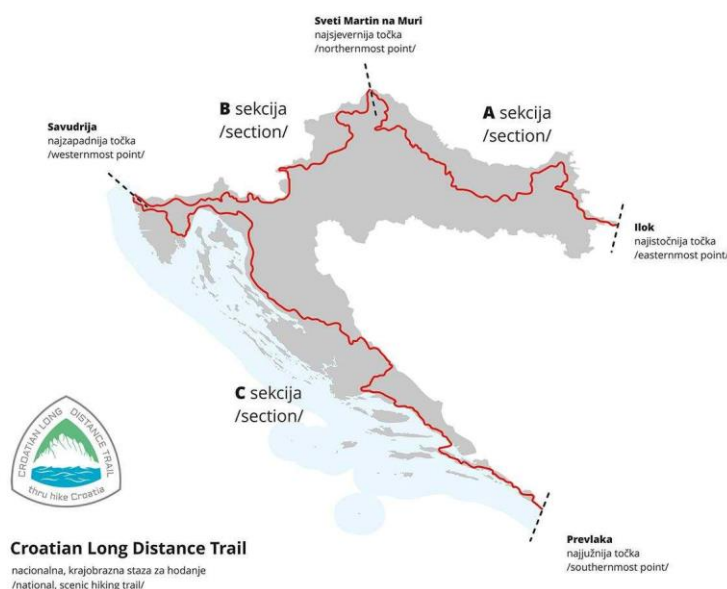 Sveti Martin na Muri
najsjevernija točka
/northernmost point/
B sekcija
/section/
A sekcija
/section/
Savudrija
najzapadnija točka
/westernmost point/
Ilok
najistočnija točka
/easternmost point/
C sekcija
/section/
CROATIAN LONG DISTANCE TRAIL
thru hike Croatia
Prevlaka
najjužnija točka
/southernmost point/
Croatian Long Distance Trail
nacionalna, krajobrazna staza za hodanje
/national, scenic hiking trail/